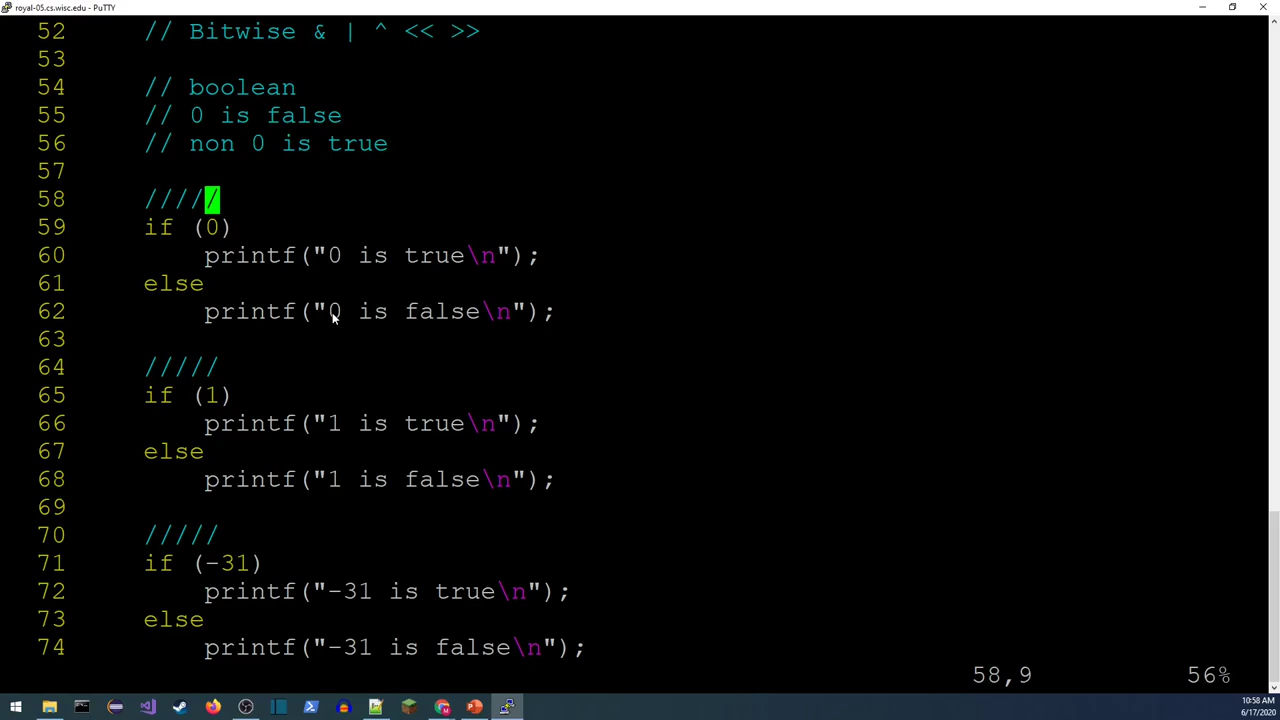 royal-05.cs.wisc.edu - PuTTY
52 // Bitwise & | ^ << >>
53
54 // boolean
55 // 0 is false
56 // non 0 is true
57
58 /////
59 if (0)
60 printf("0 is true\n");
61 else
62 printf("0 is false\n");
63
64 /////
65 if (1)
66 printf("1 is true\n");
67 else
68 printf("1 is false\n");
69
70 /////
71 if (-31)
72 printf("-31 is true\n");
73 else
74 printf("-31 is false\n");
58,9 56%
10:58 AM
6/17/2020